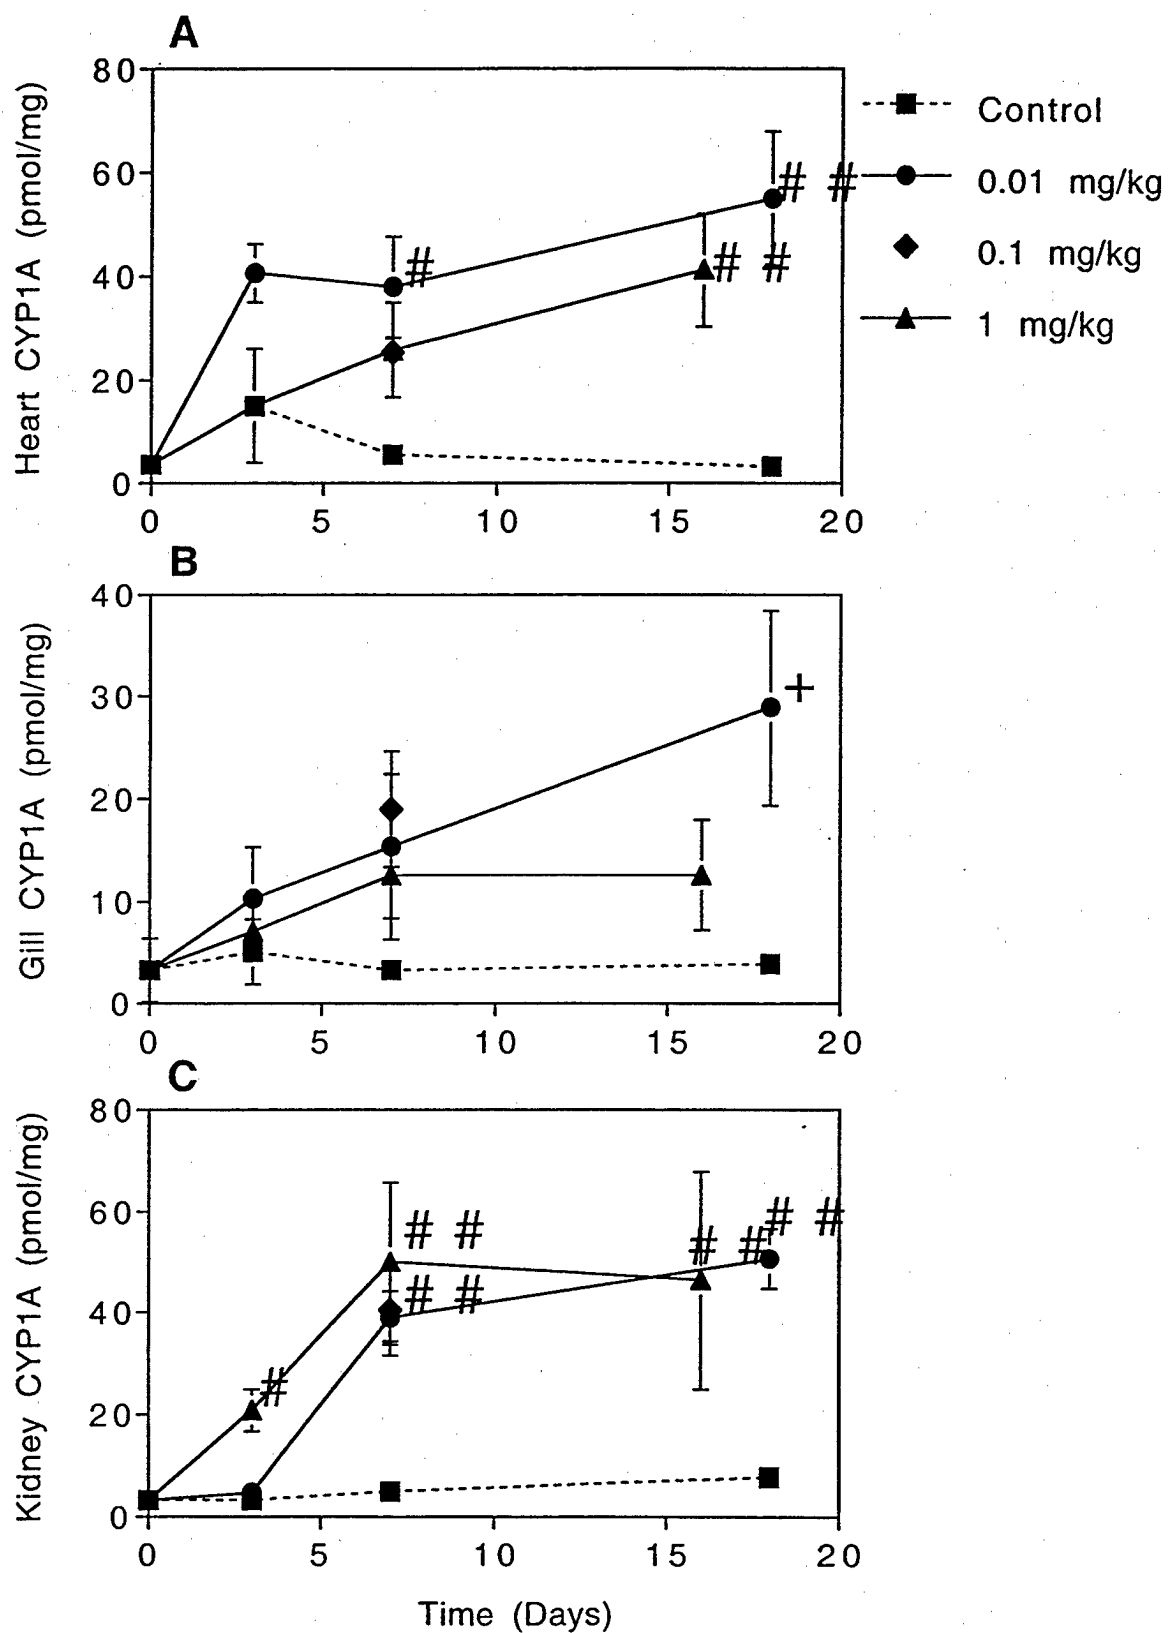 A
Heart CYP1A (pmol/mg)
80
60
40
20
0
0 5 10 15 20
# #
#
# #
Control
0.01 mg/kg
0.1 mg/kg
1 mg/kg
B
Gill CYP1A (pmol/mg)
40
30
20
10
0
0 5 10 15 20
+
C
Kidney CYP1A (pmol/mg)
80
60
40
20
0
0 5 10 15 20
# #
# #
# #
# #
#
Time (Days)